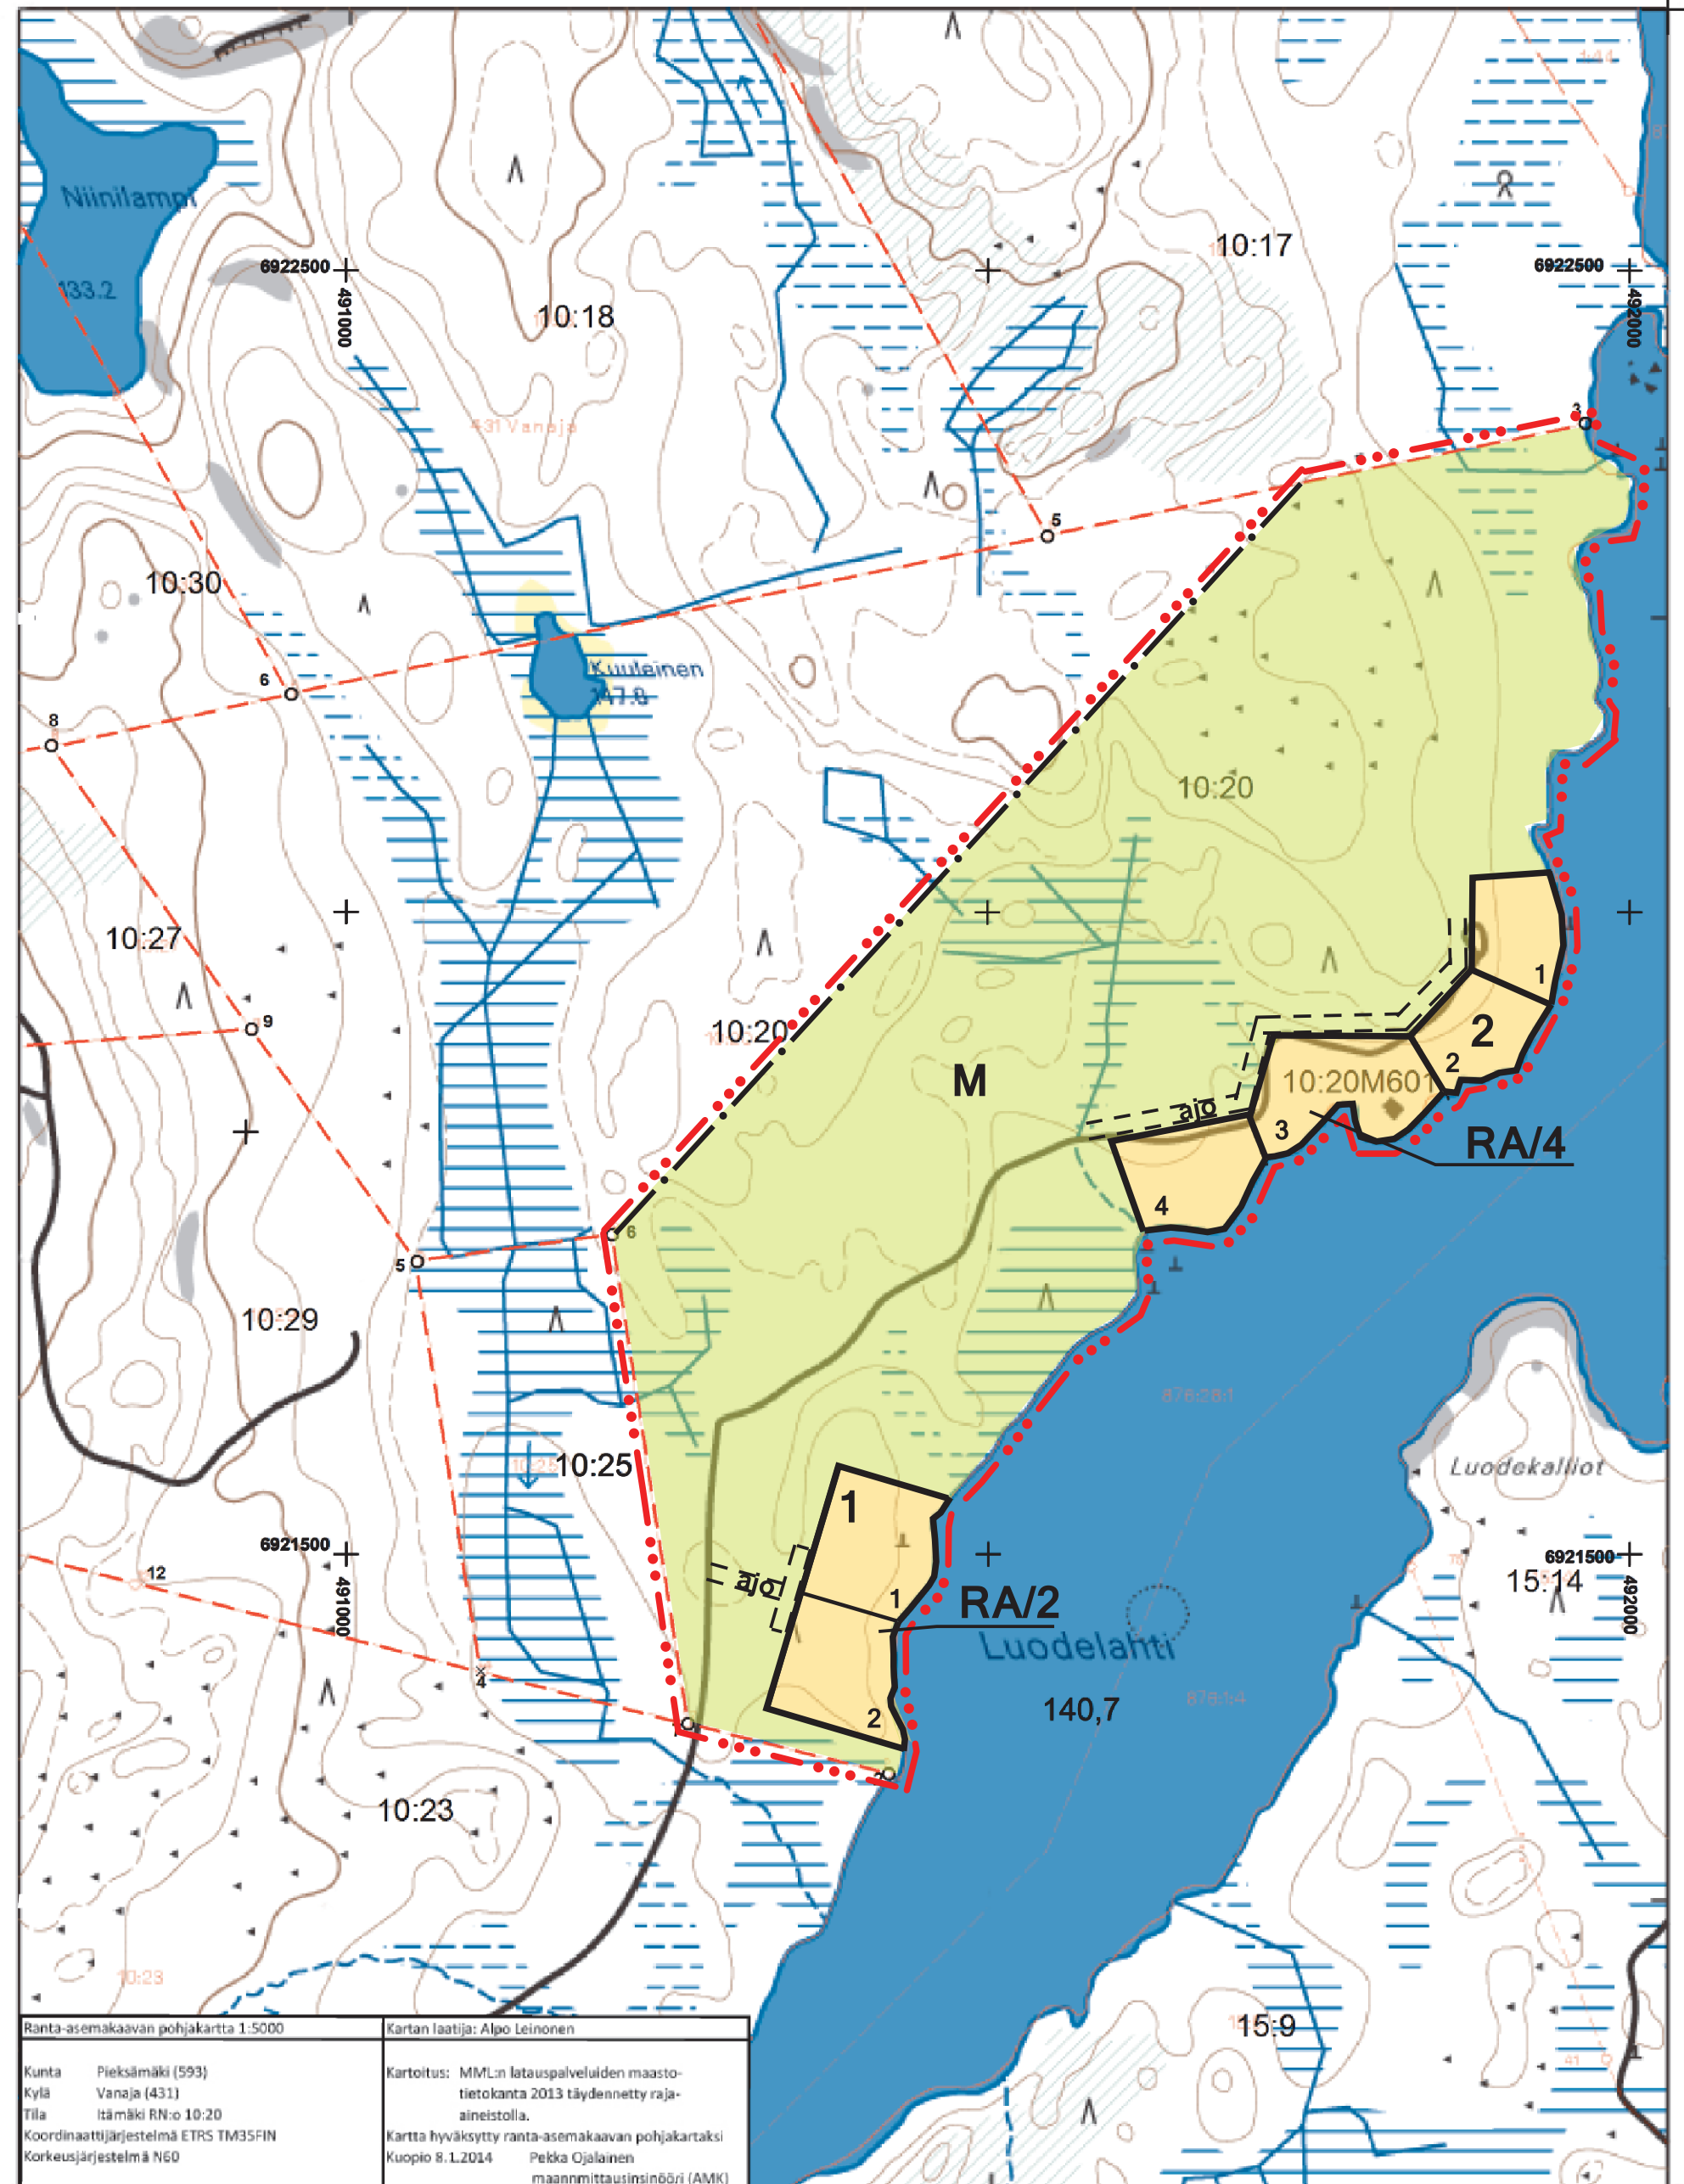 1:44
Niinilampi
133.2
6922500
491000
10:18
10:17
6922500
492000
431 Vanaja
3
5
10:30
Kuuleinen
147.8
6
8
10:20
10:27
9
10:20
M
1
2
2
10:20M601
ajo
3
RA/4
4
6
5
10:29
876:28:1
Luodekalliot
10:25
1
6921500
491000
12
ajo
1
RA/2
6921500
492000
15:14
Luodelahti
4
2
140,7
876:1:4
10:23
10:23
15:9
41
Ranta-asemakaavan pohjakartta 1:5000
Kartan laatija: Alpo Leinonen
Kunta Pieksämäki (593)
Kylä Vanaja (431)
Tila Itämäki RN:o 10:20
Koordinaattijärjestelmä ETRS TM35FIN
Korkeusjärjestelmä N60
Kartoitus: MML:n latauspalveluiden maasto-
tietokanta 2013 täydennetty raja-
aineistolla.
Kartta hyväksytty ranta-asemakaavan pohjakartaksi
Kuopio 8.1.2014 Pekka Ojalainen
maannmittausinsinööri (AMK)